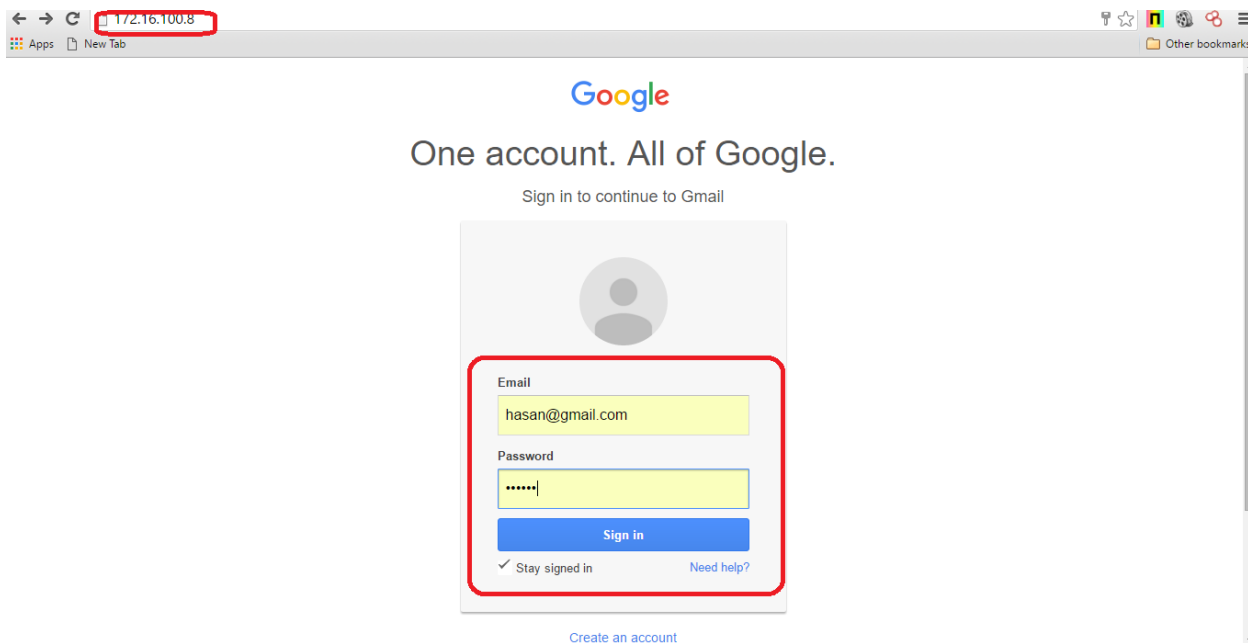 172.16.100.8
Apps New Tab Other bookmarks
Google
One account. All of Google.
Sign in to continue to Gmail
Email
hasan@gmail.com
Password
••••••
Sign in
Stay signed in Need help?
Create an account